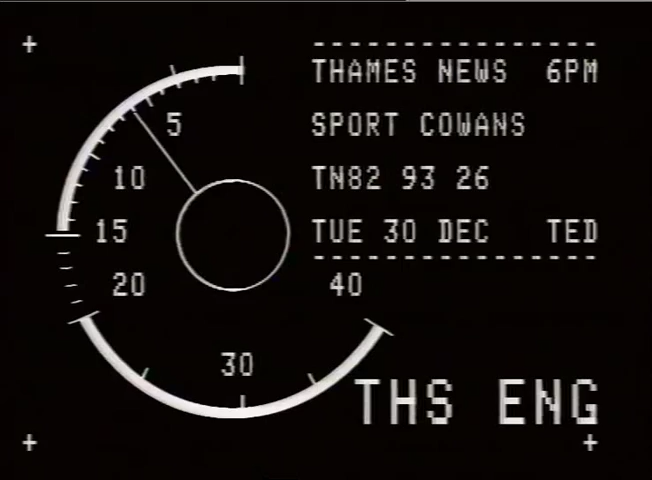 THAMES NEWS 6PM
SPORT COWANS
TN82 93 26
TUE 30 DEC TED
5
10
15
20
30
40
THS ENG